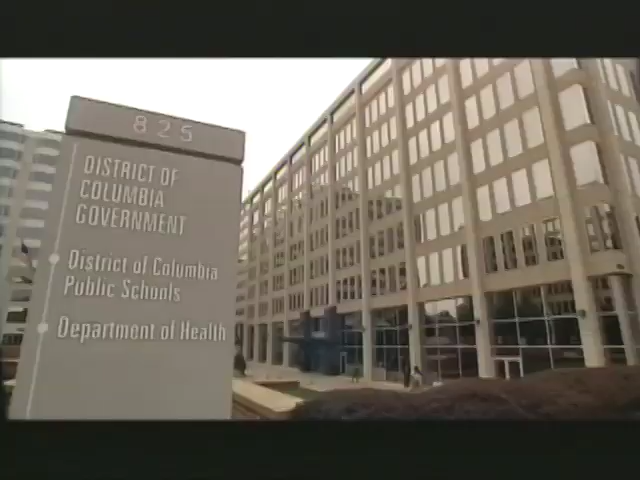 825
DISTRICT OF
COLUMBIA
GOVERNMENT
District of Columbia
Public Schools
Department of Health